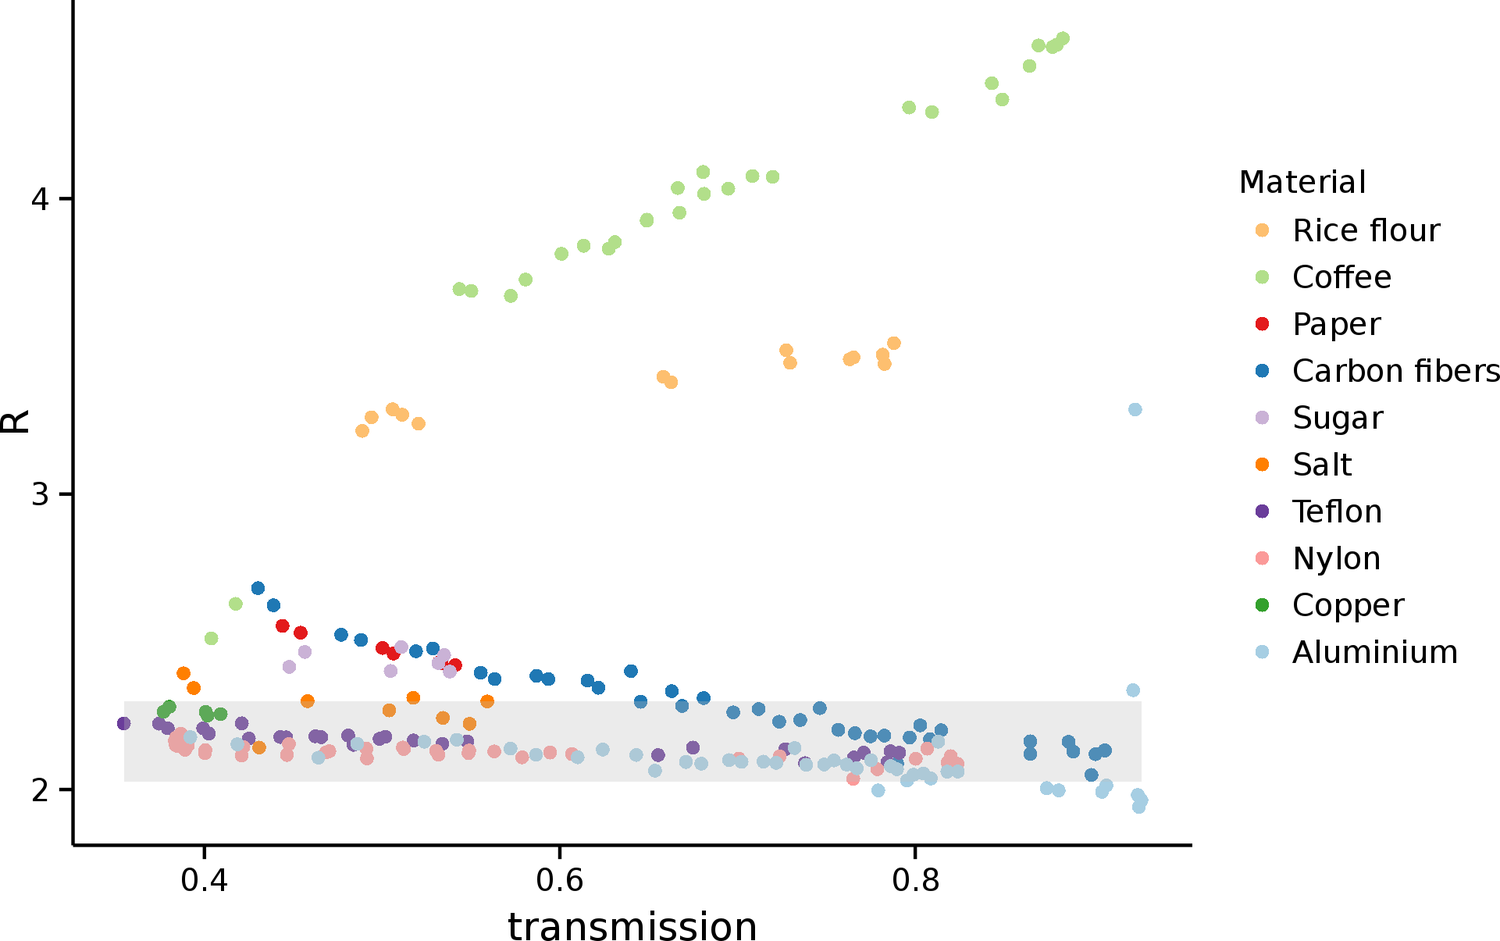 R
4
3
2
0.4 0.6 0.8
transmission
Material
Rice flour
Coffee
Paper
Carbon fibers
Sugar
Salt
Teflon
Nylon
Copper
Aluminium